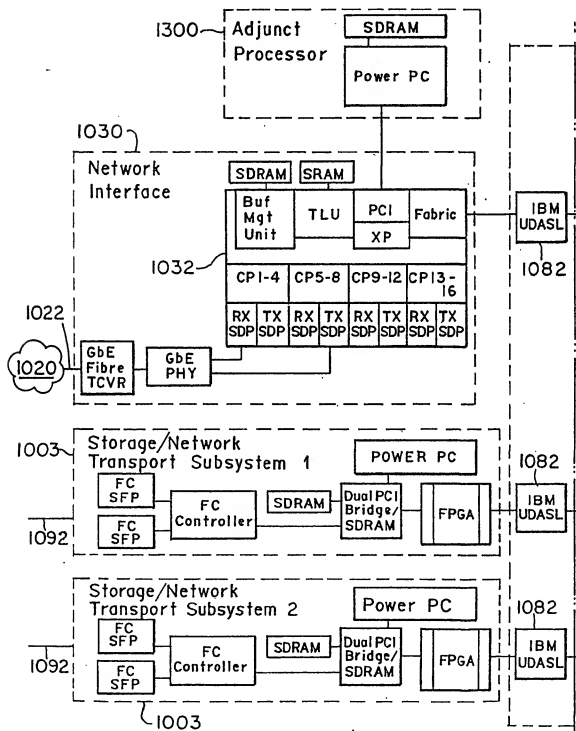 1300
Adjunct
Processor
SDRAM
Power PC
1030
Network
Interface
SDRAM
SRAM
Buf
Mgt
Unit
TLU
PCI
XP
Fabric
IBM
UDASL
1082
1032
CP1-4
CP5-8
CP9-12
CP13-
16
RX
SDP
TX
SDP
RX
SDP
TX
SDP
RX
SDP
TX
SDP
RX
SDP
TX
SDP
1022
1020
GbE
Fibre
TCVR
GbE
PHY
1003
Storage/Network
Transport Subsystem 1
POWER PC
FC
SFP
FC
SFP
FC
Controller
SDRAM
Dual PCI
Bridge/
SDRAM
FPGA
1082
IBM
UDASL
1092
Storage/Network
Transport Subsystem 2
Power PC
FC
SFP
FC
SFP
FC
Controller
SDRAM
Dual PCI
Bridge/
SDRAM
FPGA
1082
IBM
UDASL
1092
1003